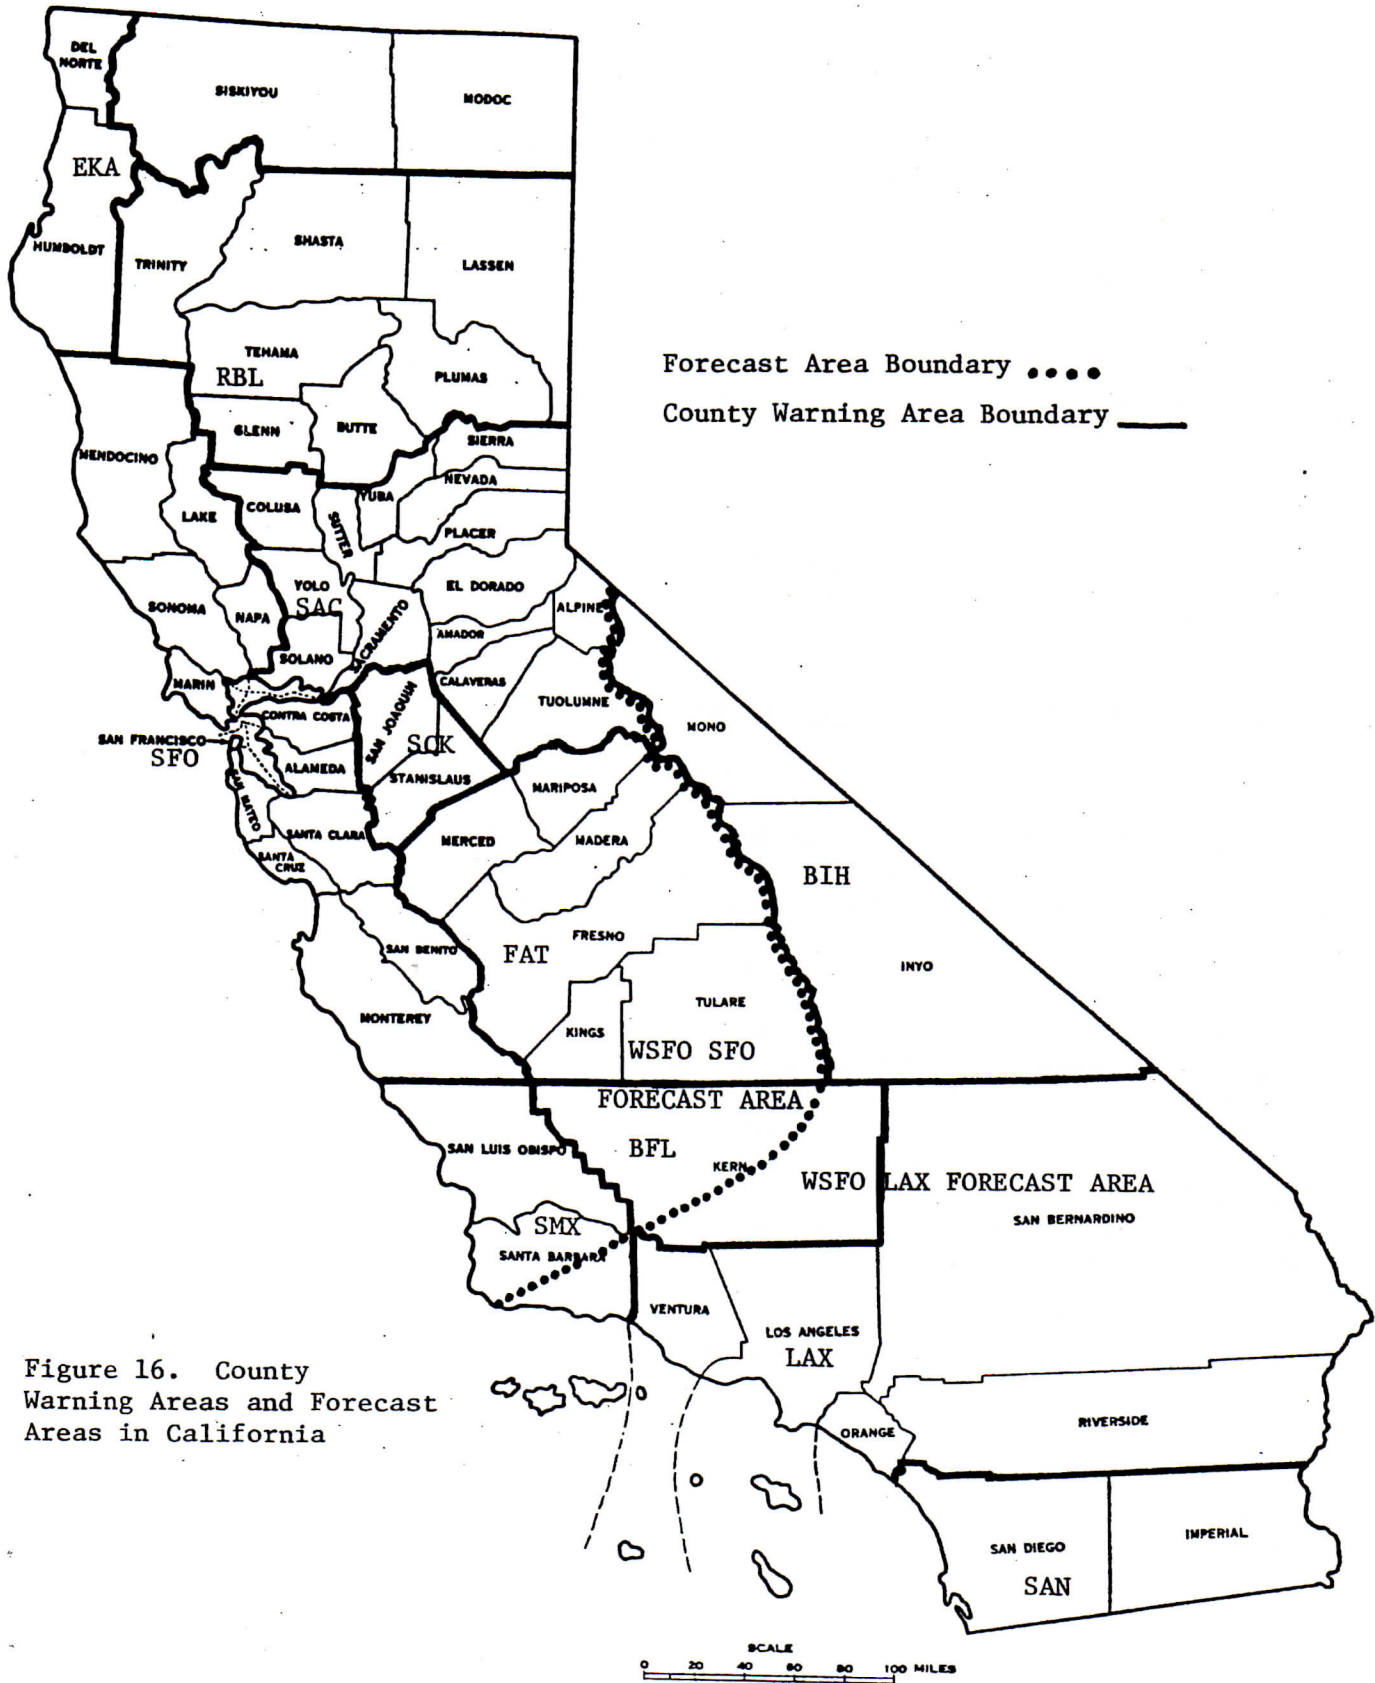 DEL
NORTE
SISKIYOU
MODOC
EKA
HUMBOLDT
TRINITY
SHASTA
LASSEN
TEHAMA
RBL
PLUMAS
Forecast Area Boundary
County Warning Area Boundary
GLENN
BUTTE
SIERRA
MENDOCINO
NEVADA
YUBA
LAKE
COLUSA
SUTTER
PLACER
YOLO
EL DORADO
SONOMA
NAPA
SAC
SACRAMENTO
ALPINE
AMADOR
SOLANO
MARIN
CALAVERAS
TUOLUMNE
CONTRA COSTA
SAN JOAQUIN
MONO
SAN FRANCISCO
SFO
SCK
ALAMEDA
STANISLAUS
MARIPOSA
SAN MATEO
SANTA CLARA
MERCED
MADERA
SANTA
CRUZ
BIH
SAN BENITO
FAT
FRESNO
INYO
MONTEREY
KINGS
TULARE
WSFO SFO
FORECAST AREA
SAN LUIS OBISPO
BFL
KERN
WSFO LAX FORECAST AREA
SAN BERNARDINO
SMX
SANTA BARBARA
VENTURA
LOS ANGELES
LAX
Figure 16. County
Warning Areas and Forecast
Areas in California
ORANGE
RIVERSIDE
SAN DIEGO
SAN
IMPERIAL
SCALE
0 20 40 60 80 100 MILES